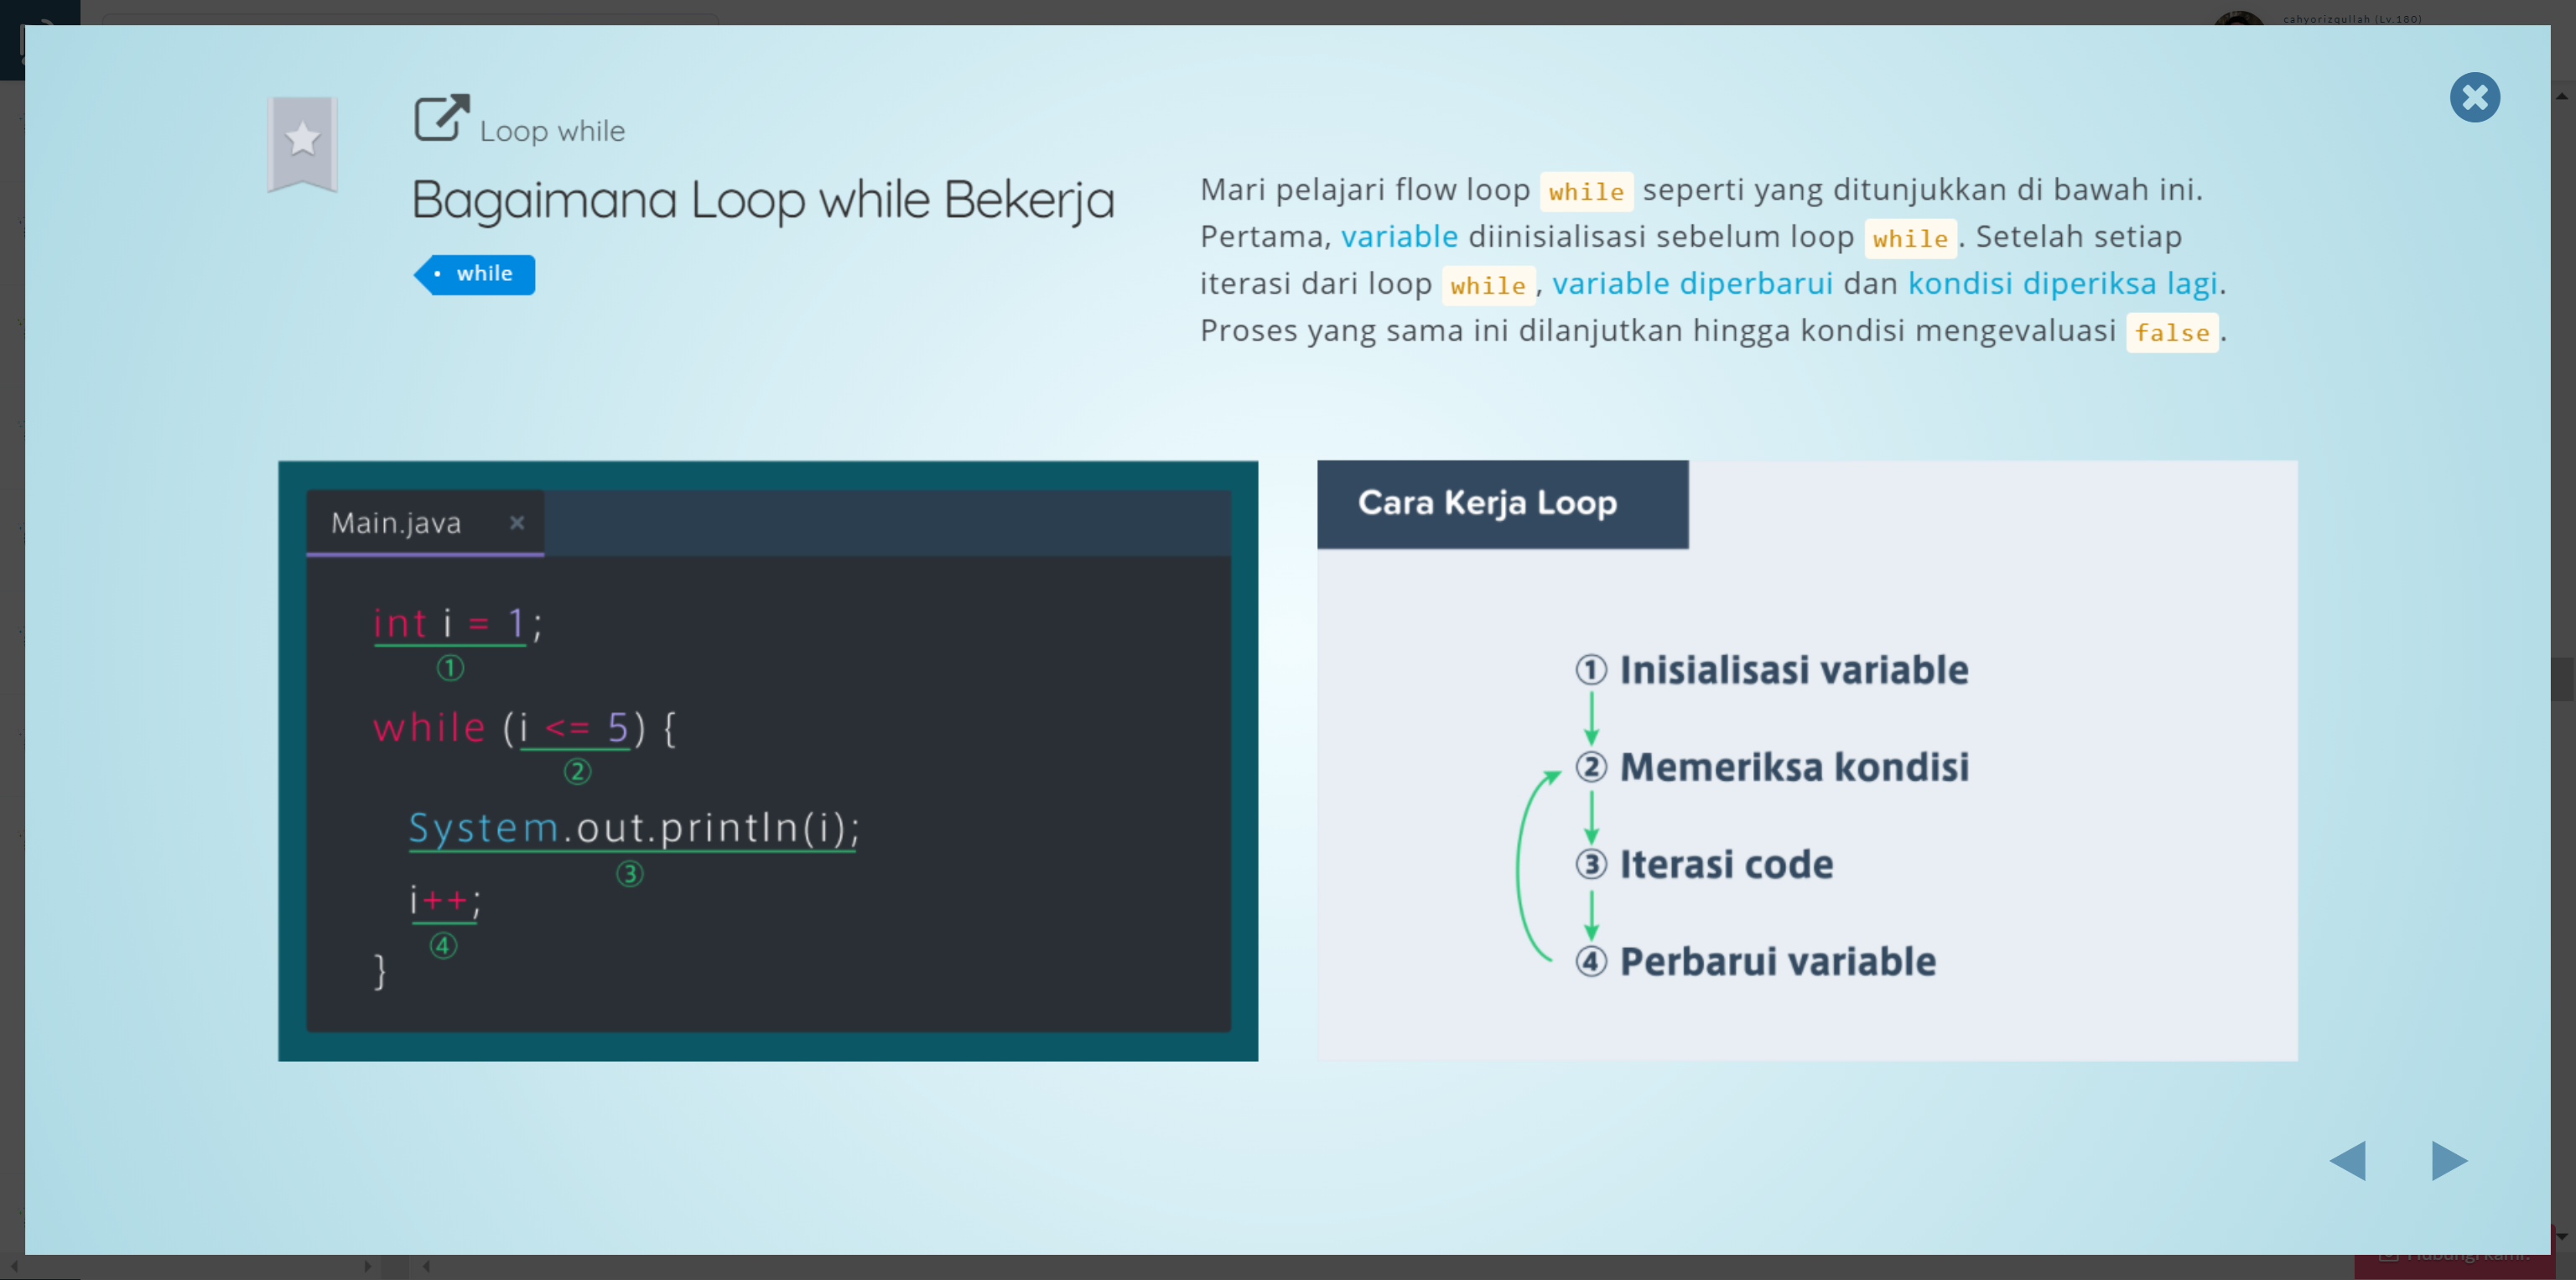 cahyorizqullah (Lv.180)
Loop while
Bagaimana Loop while Bekerja
while
Mari pelajari flow loop while seperti yang ditunjukkan di bawah ini.
Pertama, variable diinisialisasi sebelum loop while. Setelah setiap
iterasi dari loop while, variable diperbarui dan kondisi diperiksa lagi.
Proses yang sama ini dilanjutkan hingga kondisi mengevaluasi false.
Main.java ×
int i = 1;
①
while (i <= 5) {
②
System.out.println(i);
③
i++;
④
}
Cara Kerja Loop
① Inisialisasi variable
② Memeriksa kondisi
③ Iterasi code
④ Perbarui variable
Hubungi kami!